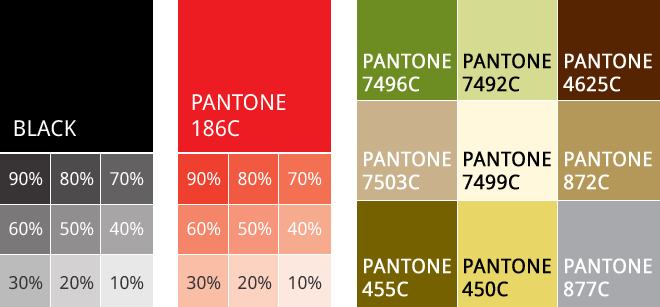 BLACK
90% 80% 70%
60% 50% 40%
30% 20% 10%
PANTONE
186C
90% 80% 70%
60% 50% 40%
30% 20% 10%
PANTONE
7496C
PANTONE
7492C
PANTONE
4625C
PANTONE
7503C
PANTONE
7499C
PANTONE
872C
PANTONE
455C
PANTONE
450C
PANTONE
877C